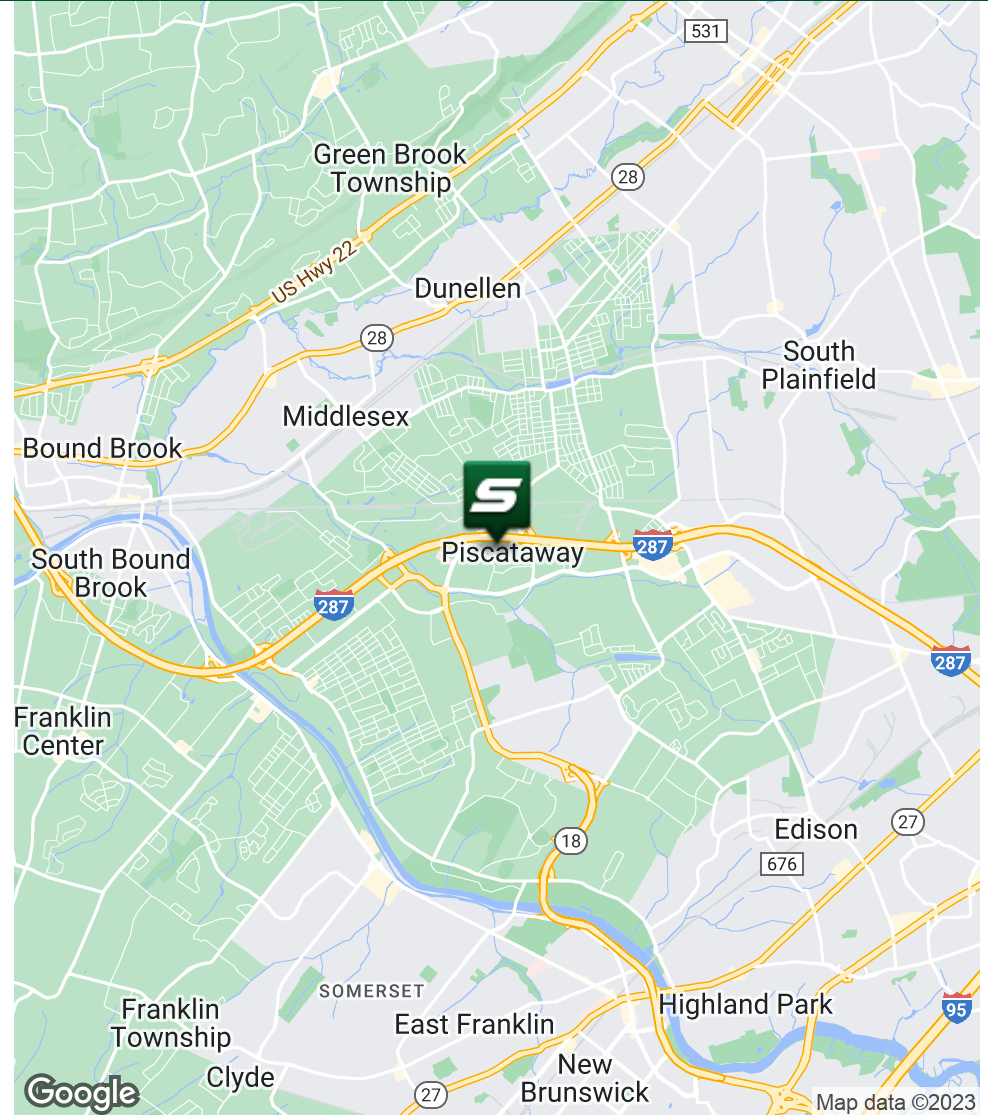 531
Green Brook
Township
28
US Hwy 22
Dunellen
28
South
Plainfield
Middlesex
Bound Brook
S
South Bound
Brook
Piscataway
287
287
287
Franklin
Center
Edison
27
18
676
SOMERSET
Franklin
Township
East Franklin
Highland Park
95
Clyde
New
Brunswick
27
Google
Map data ©2023